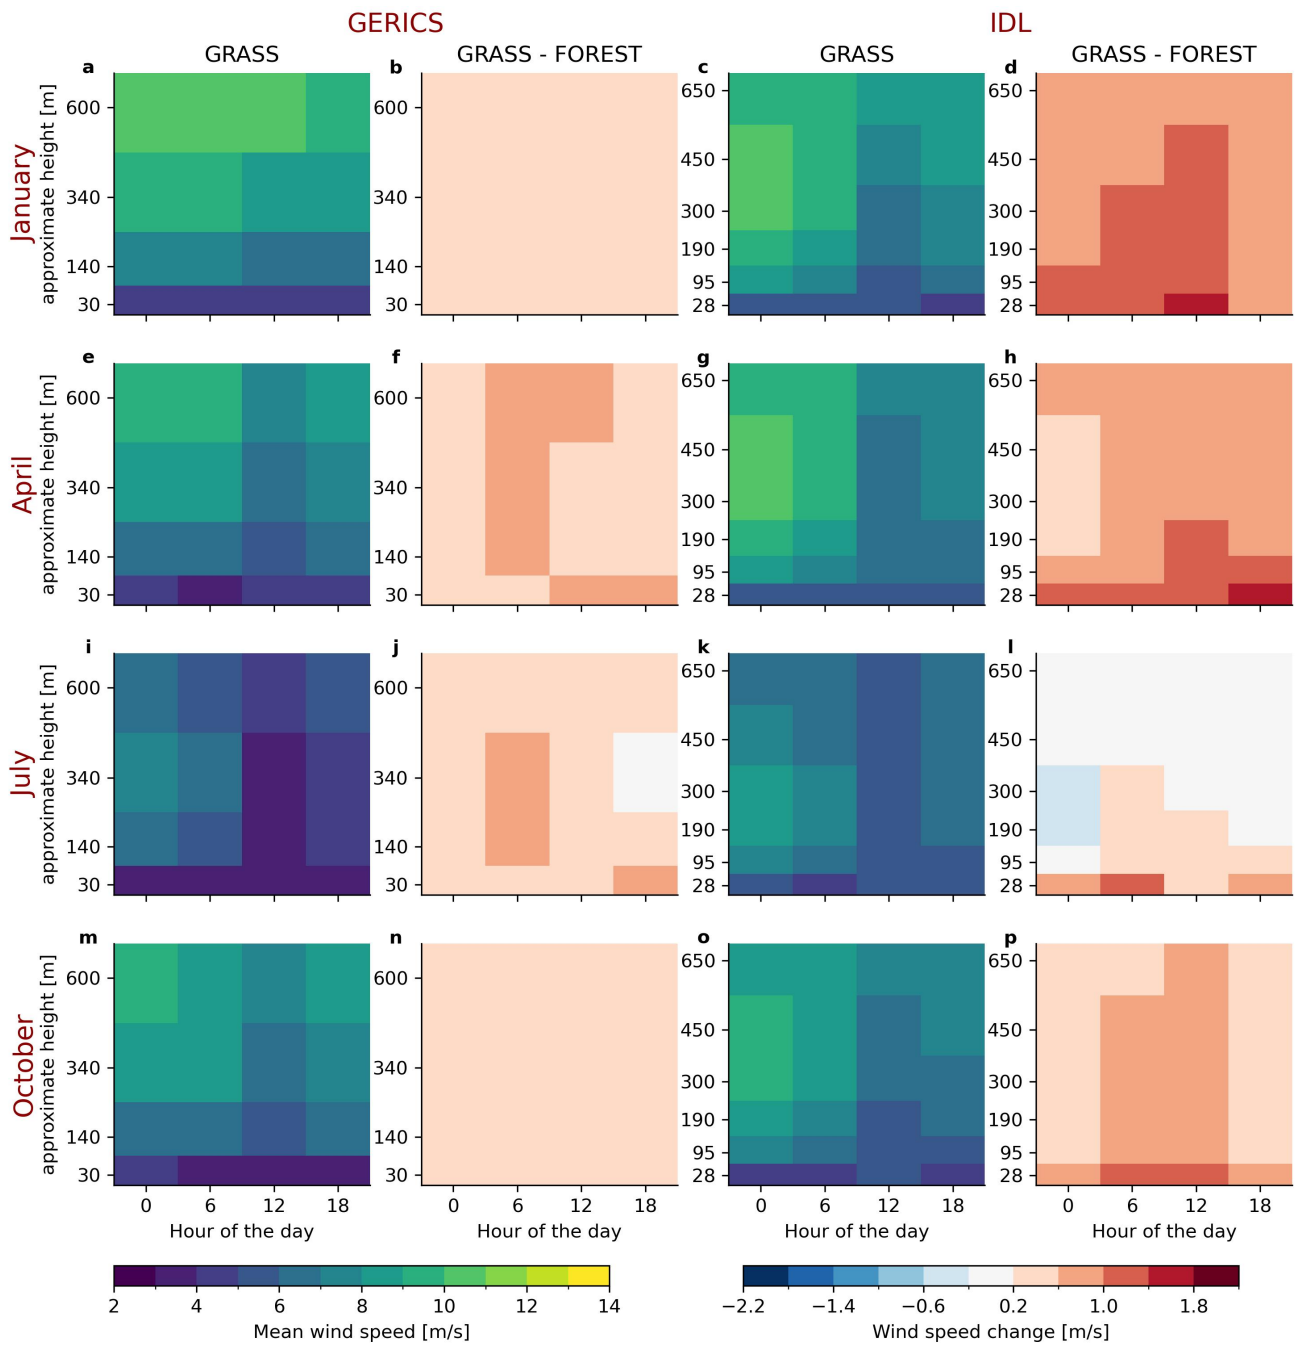 GERICS IDL
GRASS GRASS - FOREST GRASS GRASS - FOREST
a b c d
January
approximate height [m]
600 600 650 650
340 340 450 450
140 140 300 300
30 30 190 190
95 95
28 28
e f g h
April
approximate height [m]
600 600 650 650
340 340 450 450
140 140 300 300
30 30 190 190
95 95
28 28
i j k l
July
approximate height [m]
600 600 650 650
340 340 450 450
140 140 300 300
30 30 190 190
95 95
28 28
m n o p
October
approximate height [m]
600 600 650 650
340 340 450 450
140 140 300 300
30 30 190 190
95 95
28 28
0 6 12 18 0 6 12 18 0 6 12 18 0 6 12 18
Hour of the day Hour of the day Hour of the day Hour of the day
2 4 6 8 10 12 14
Mean wind speed [m/s]
−2.2 −1.4 −0.6 0.2 1.0 1.8
Wind speed change [m/s]